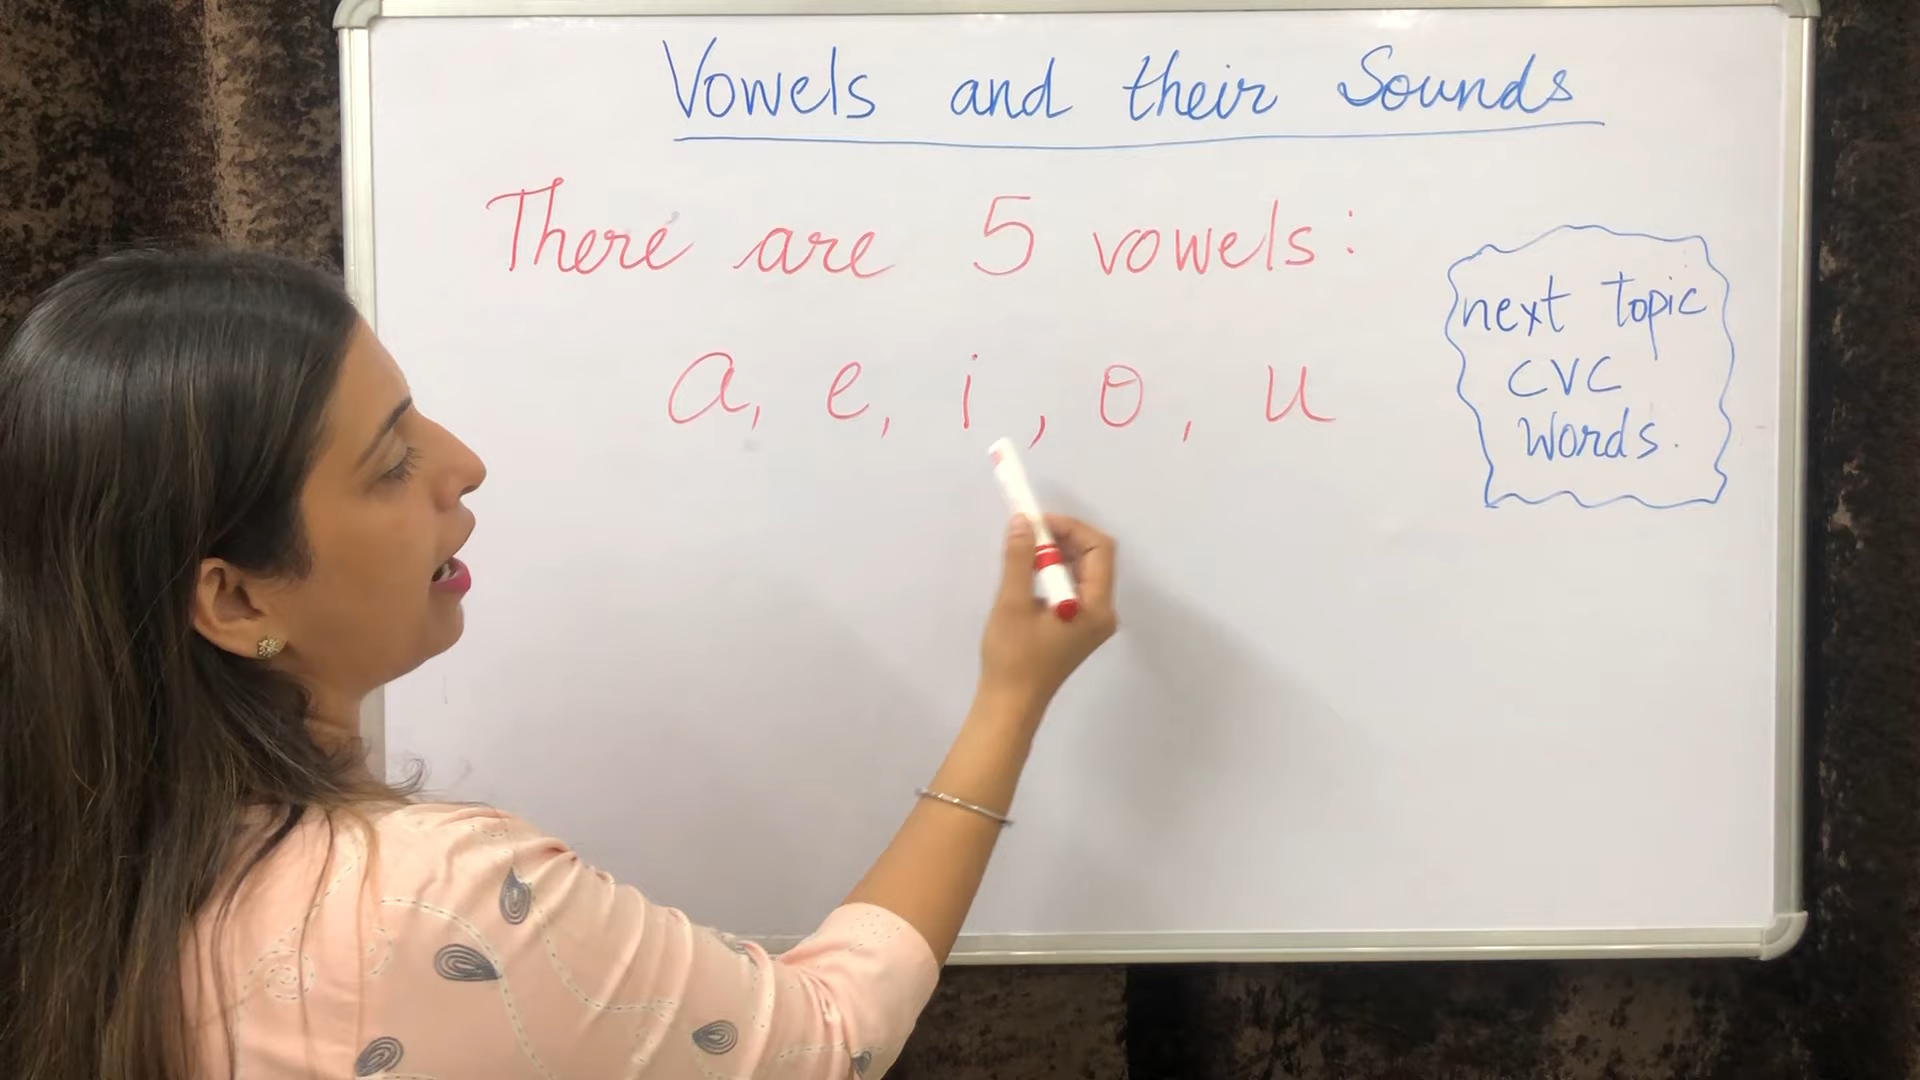 Vowels and their Sounds
There are 5 vowels:
a, e, i, o, u
next topic
CVC
Words.